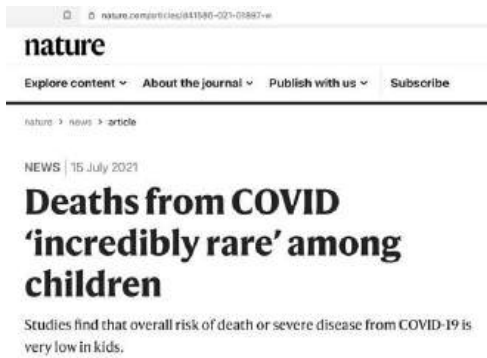 nature.com/articles/d41586-021-01897-w
nature
Explore content About the journal Publish with us Subscribe
nature > news > article
NEWS | 15 July 2021
Deaths from COVID
‘incredibly rare’ among
children
Studies find that overall risk of death or severe disease from COVID-19 is
very low in kids.